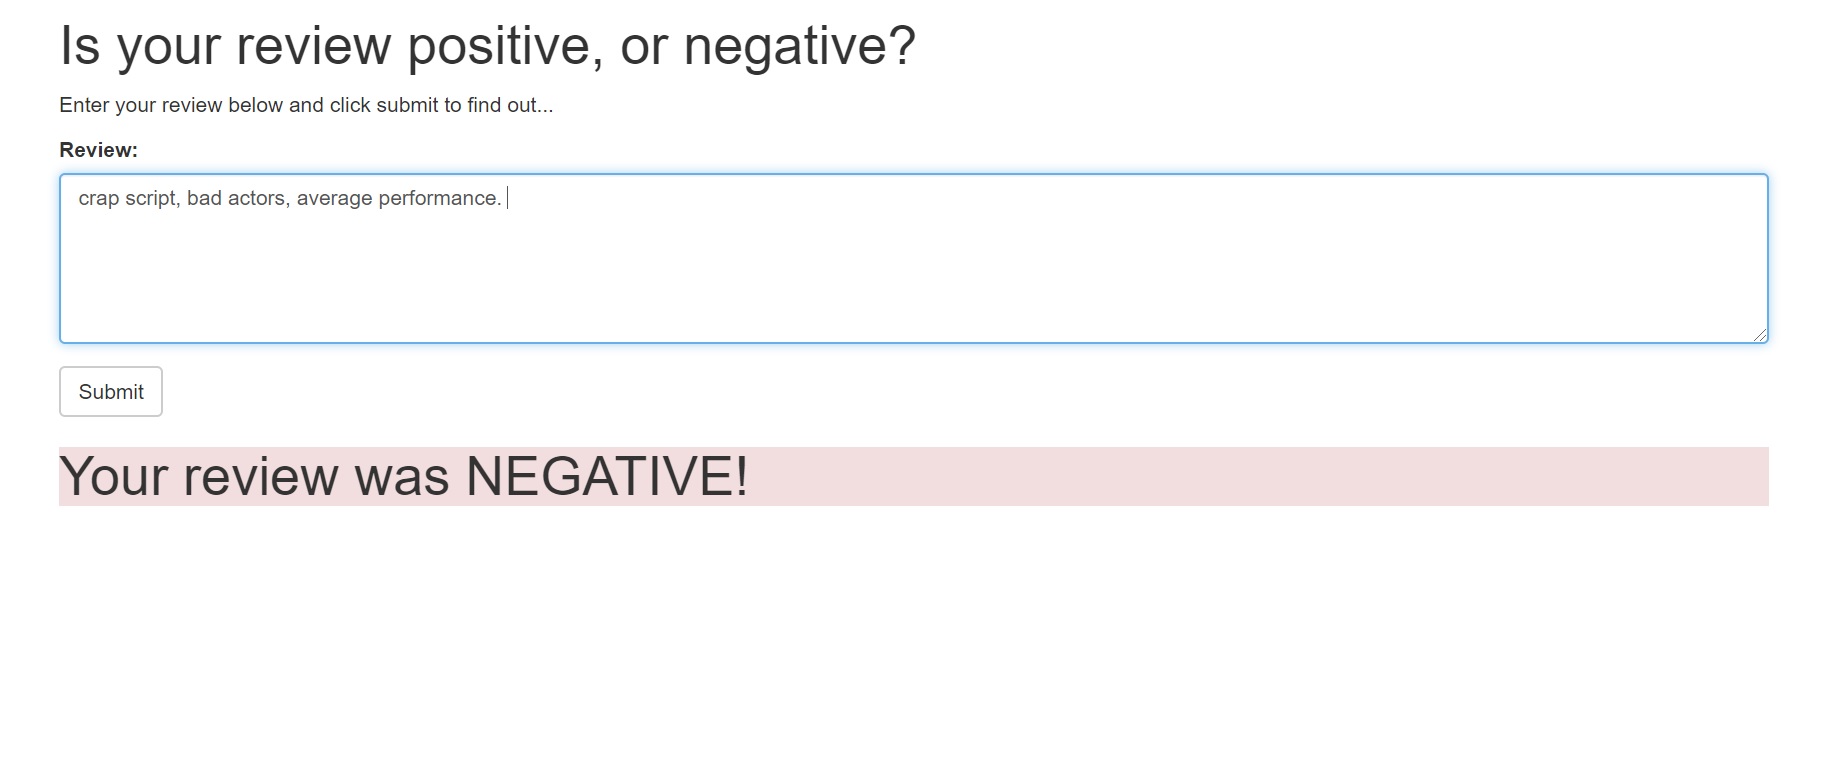 Is your review positive, or negative?
Enter your review below and click submit to find out...
Review:
crap script, bad actors, average performance.
Submit
Your review was NEGATIVE!